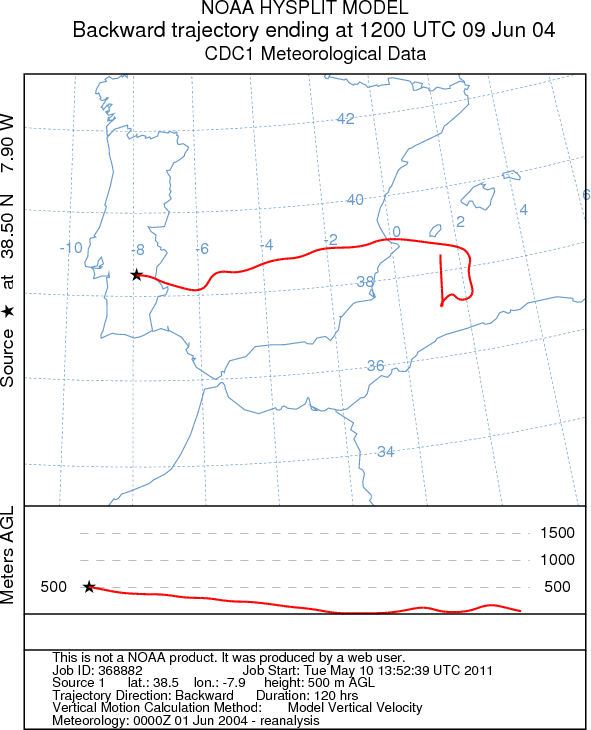 NOAA HYSPLIT MODEL
Backward trajectory ending at 1200 UTC 09 Jun 04
CDC1 Meteorological Data
Source ★ at 38.50 N 7.90 W
42
40
38
36
34
-10
-8
-6
-4
-2
0
2
4
6
Meters AGL
1500
1000
500
500
This is not a NOAA product. It was produced by a web user.
Job ID: 368882 Job Start: Tue May 10 13:52:39 UTC 2011
Source 1 lat.: 38.5 lon.: -7.9 height: 500 m AGL
Trajectory Direction: Backward Duration: 120 hrs
Vertical Motion Calculation Method: Model Vertical Velocity
Meteorology: 0000Z 01 Jun 2004 - reanalysis